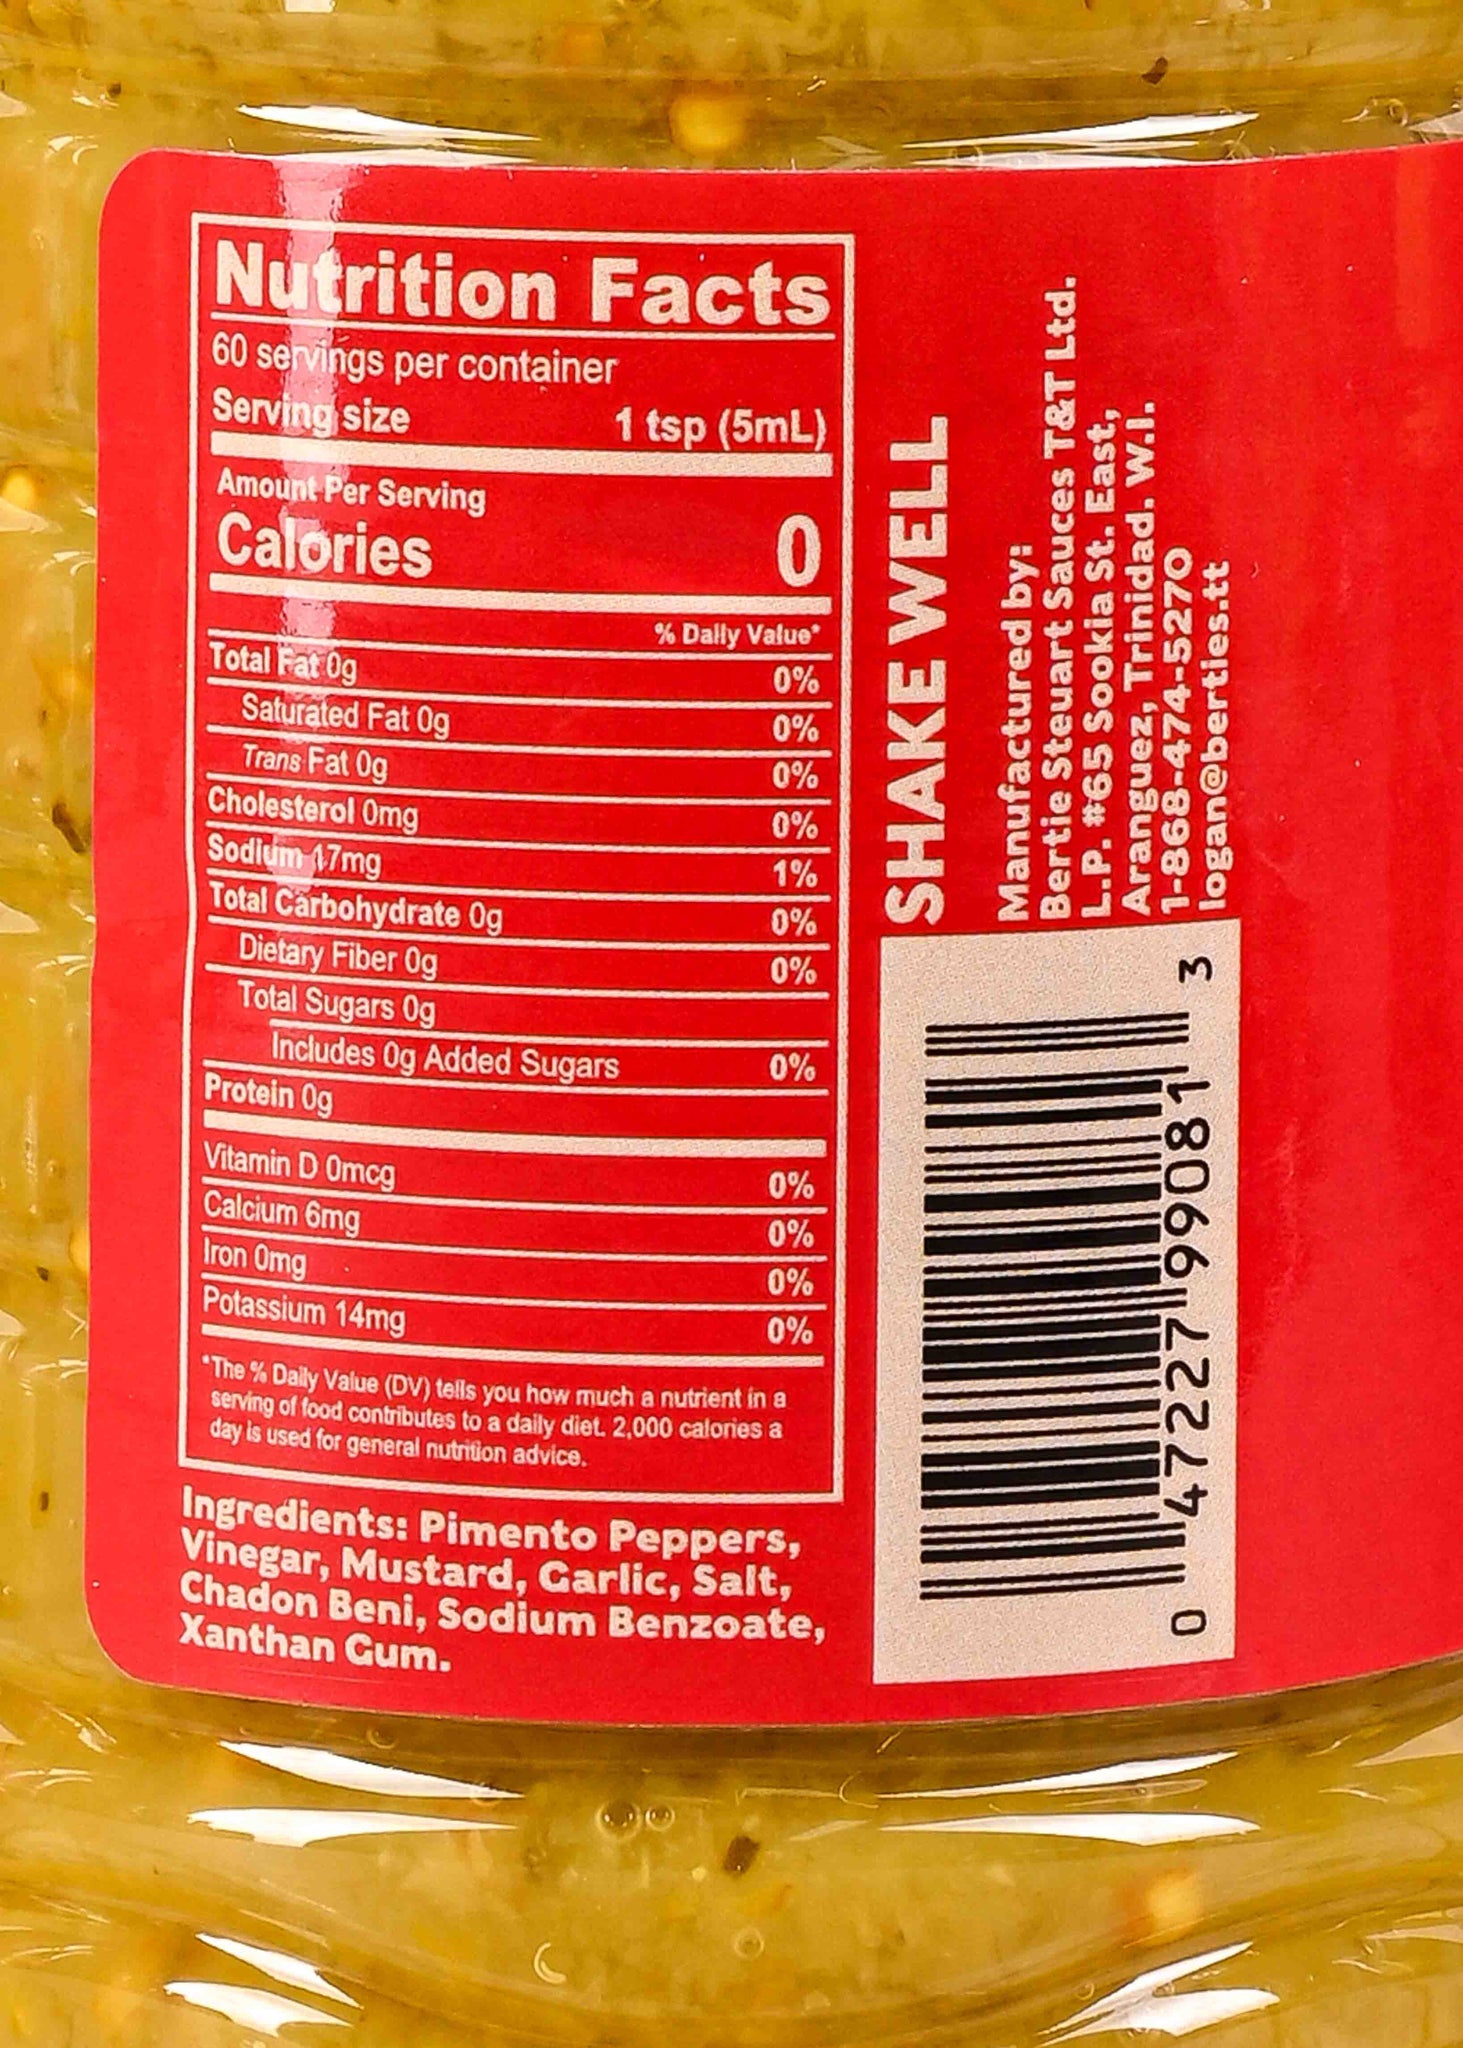 Nutrition Facts
60 servings per container
Serving size 1 tsp (5mL)
Amount Per Serving
Calories 0
% Daily Value*
Total Fat 0g 0%
Saturated Fat 0g 0%
Trans Fat 0g 0%
Cholesterol 0mg 0%
Sodium 17mg 1%
Total Carbohydrate 0g 0%
Dietary Fiber 0g 0%
Total Sugars 0g
Includes 0g Added Sugars 0%
Protein 0g
Vitamin D 0mcg 0%
Calcium 6mg 0%
Iron 0mg 0%
Potassium 14mg 0%
*The % Daily Value (DV) tells you how much a nutrient in a
serving of food contributes to a daily diet. 2,000 calories a
day is used for general nutrition advice.
Ingredients: Pimento Peppers,
Vinegar, Mustard, Garlic, Salt,
Chadon Beni, Sodium Benzoate,
Xanthan Gum.
SHAKE WELL
Manufactured by:
Bertie Steuart Sauces T&T Ltd.
L.P. #65 Sookia St. East,
Aranguez, Trinidad. W.I.
1-868-474-5270
logan@berties.tt
0 47227 99081 3